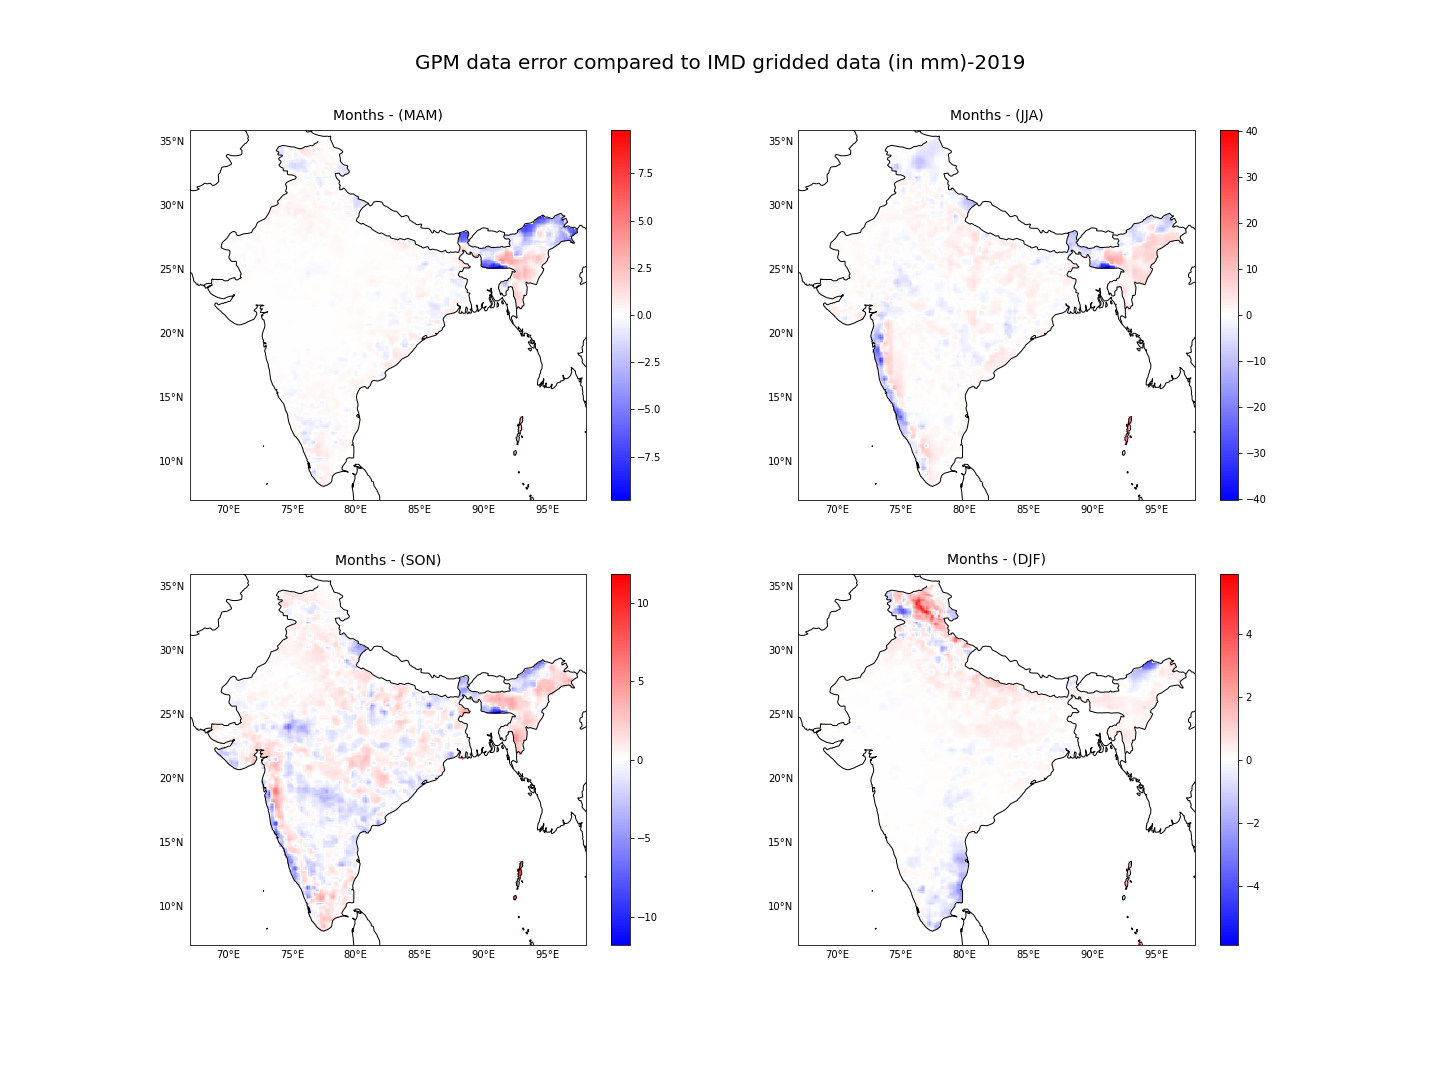 GPM data error compared to IMD gridded data (in mm)-2019
Months - (MAM)
35°N
30°N
25°N
20°N
15°N
10°N
70°E 75°E 80°E 85°E 90°E 95°E
7.5
5.0
2.5
0.0
−2.5
−5.0
−7.5
Months - (JJA)
35°N
30°N
25°N
20°N
15°N
10°N
70°E 75°E 80°E 85°E 90°E 95°E
40
30
20
10
0
−10
−20
−30
−40
Months - (SON)
35°N
30°N
25°N
20°N
15°N
10°N
70°E 75°E 80°E 85°E 90°E 95°E
10
5
0
−5
−10
Months - (DJF)
35°N
30°N
25°N
20°N
15°N
10°N
70°E 75°E 80°E 85°E 90°E 95°E
4
2
0
−2
−4